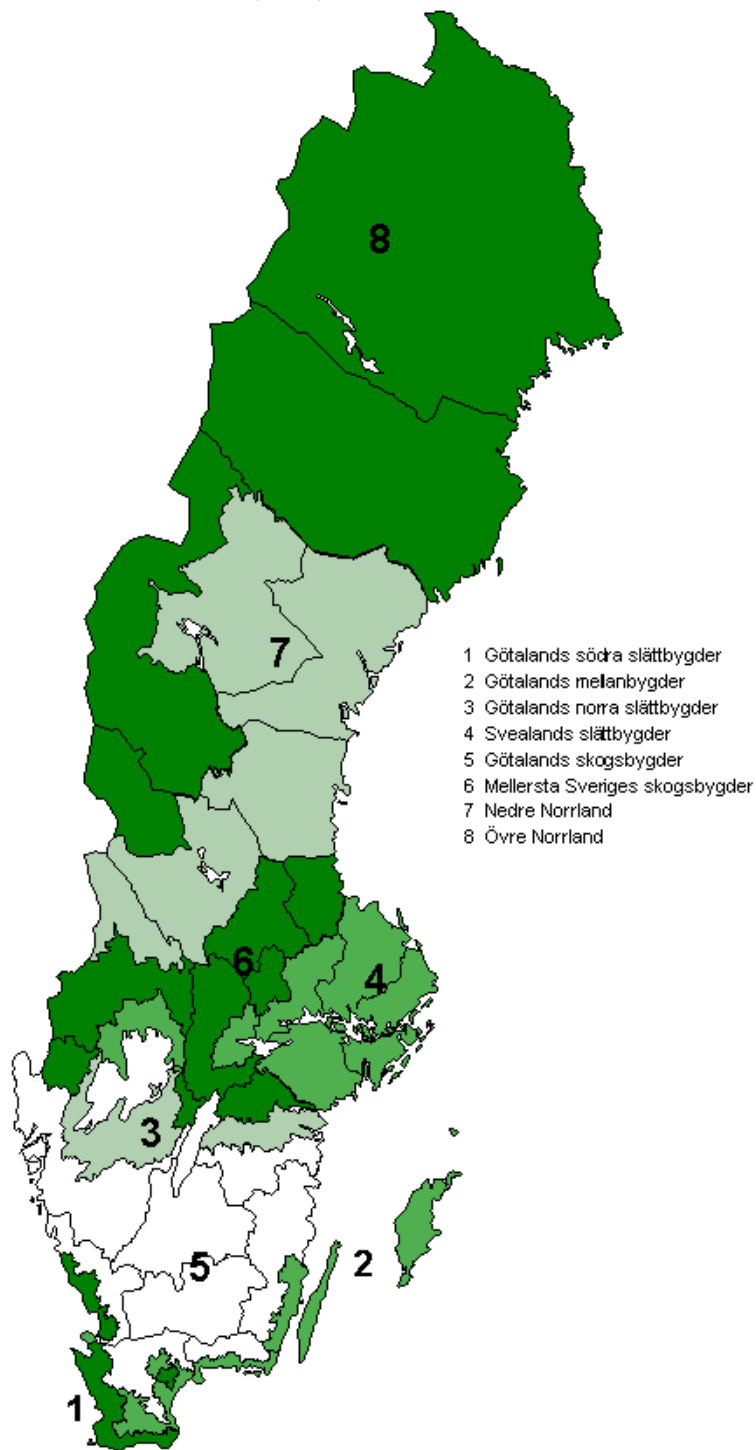 8
7
1 Götalands södra slättbygder
2 Götalands mellanbygder
3 Götalands norra slättbygder
4 Svealands slättbygder
5 Götalands skogsbygder
6 Mellersta Sveriges skogsbygder
7 Nedre Norrland
8 Övre Norrland
6
4
3
2
5
1